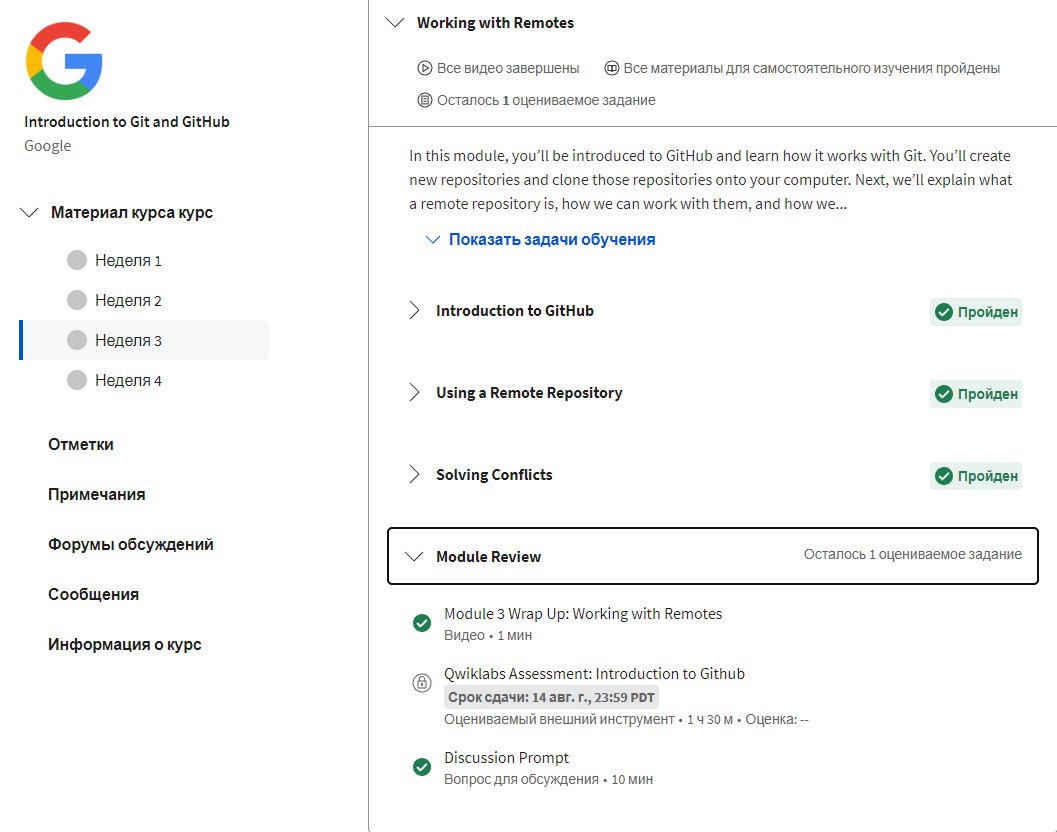 Introduction to Git and GitHub
Google
Материал курса курс
Неделя 1
Неделя 2
Неделя 3
Неделя 4
Отметки
Примечания
Форумы обсуждений
Сообщения
Информация о курс
Working with Remotes
Все видео завершены Все материалы для самостоятельного изучения пройдены
Осталось 1 оцениваемое задание
In this module, you’ll be introduced to GitHub and learn how it works with Git. You’ll create
new repositories and clone those repositories onto your computer. Next, we’ll explain what
a remote repository is, how we can work with them, and how we...
Показать задачи обучения
Introduction to GitHub Пройден
Using a Remote Repository Пройден
Solving Conflicts Пройден
Module Review Осталось 1 оцениваемое задание
Module 3 Wrap Up: Working with Remotes
Видео • 1 мин
Qwiklabs Assessment: Introduction to Github
Срок сдачи: 14 авг. г., 23:59 PDT
Оцениваемый внешний инструмент • 1 ч 30 м • Оценка: --
Discussion Prompt
Вопрос для обсуждения • 10 мин